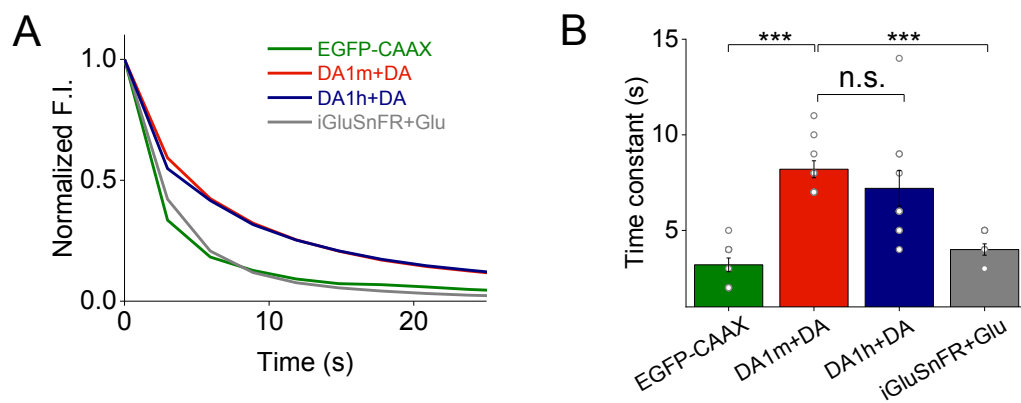 A
Normalized F.I.
1.0
0.5
0.0
0
10
20
Time (s)
EGFP-CAAX
DA1m+DA
DA1h+DA
iGluSnFR+Glu
B
Time constant (s)
15
10
5
***
***
n.s.
EGFP-CAAX
DA1m+DA
DA1h+DA
iGluSnFR+Glu